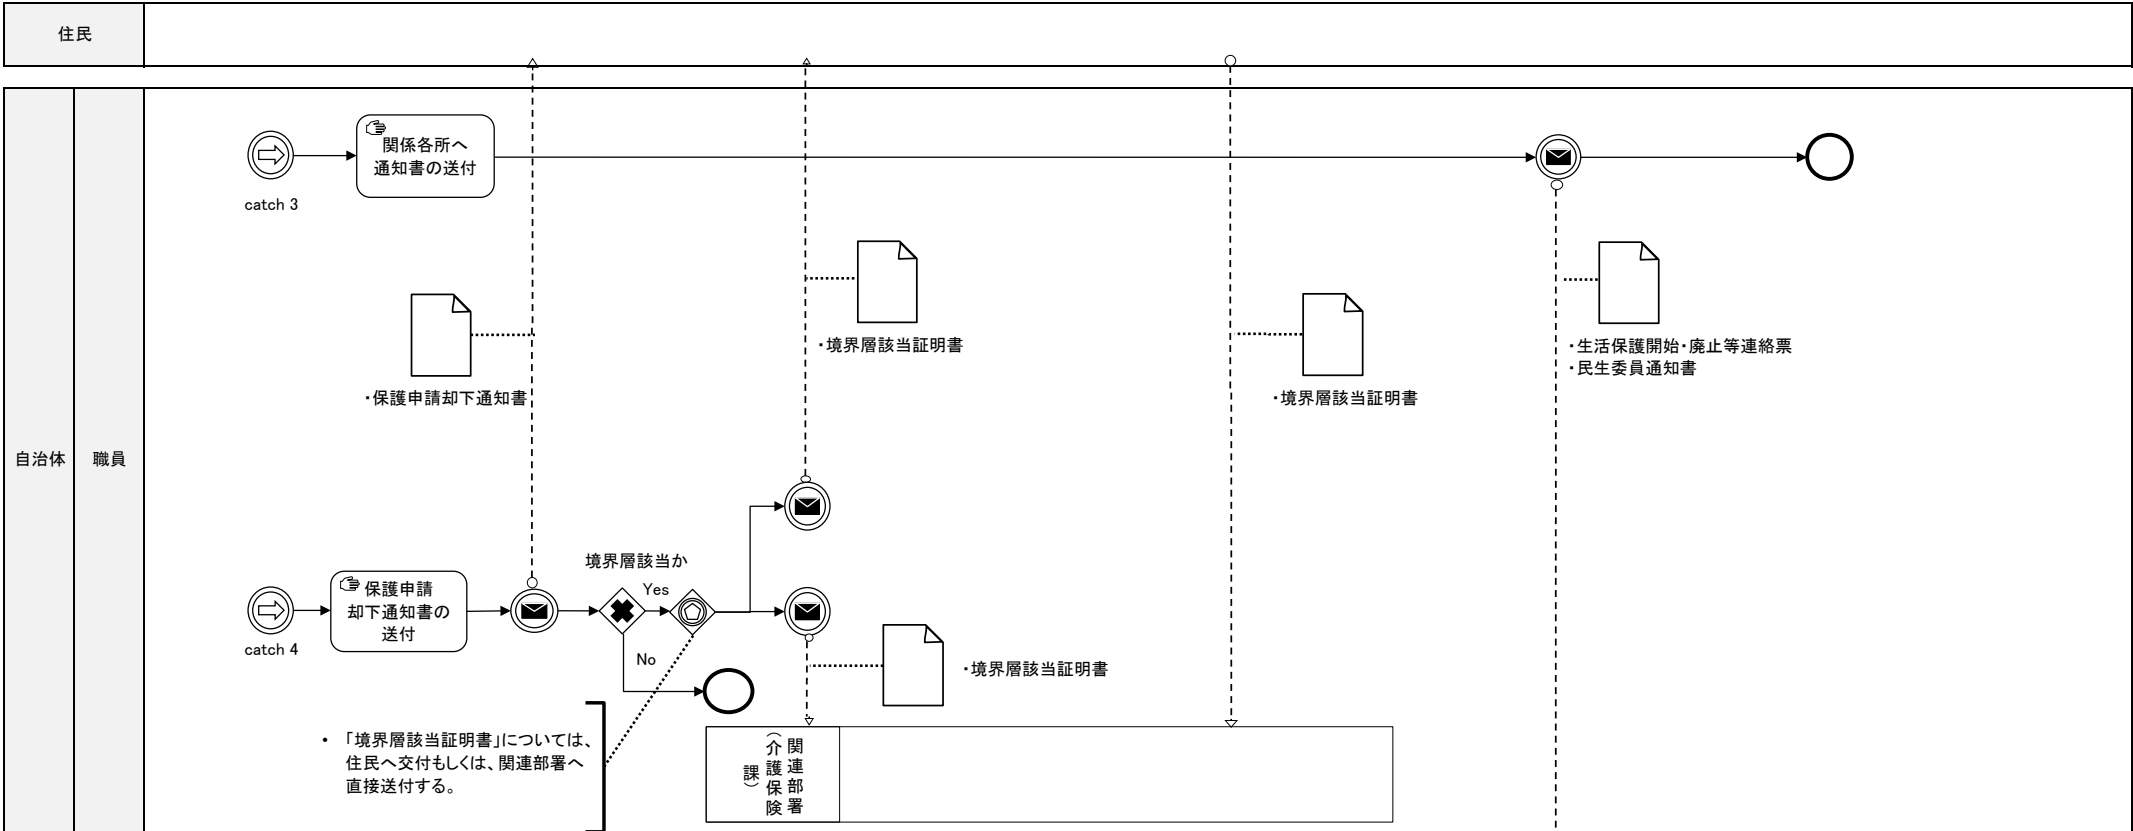 住民
自治体
職員
関係各所へ
通知書の送付
catch 3
・境界層該当証明書
・保護申請却下通知書
・境界層該当証明書
・生活保護開始・廃止等連絡票
・民生委員通知書
境界層該当か
Yes
No
保護申請
却下通知書の
送付
catch 4
・境界層該当証明書
• 「境界層該当証明書」については、
住民へ交付もしくは、関連部署へ
直接送付する。
関連部署
（介護保険
課）